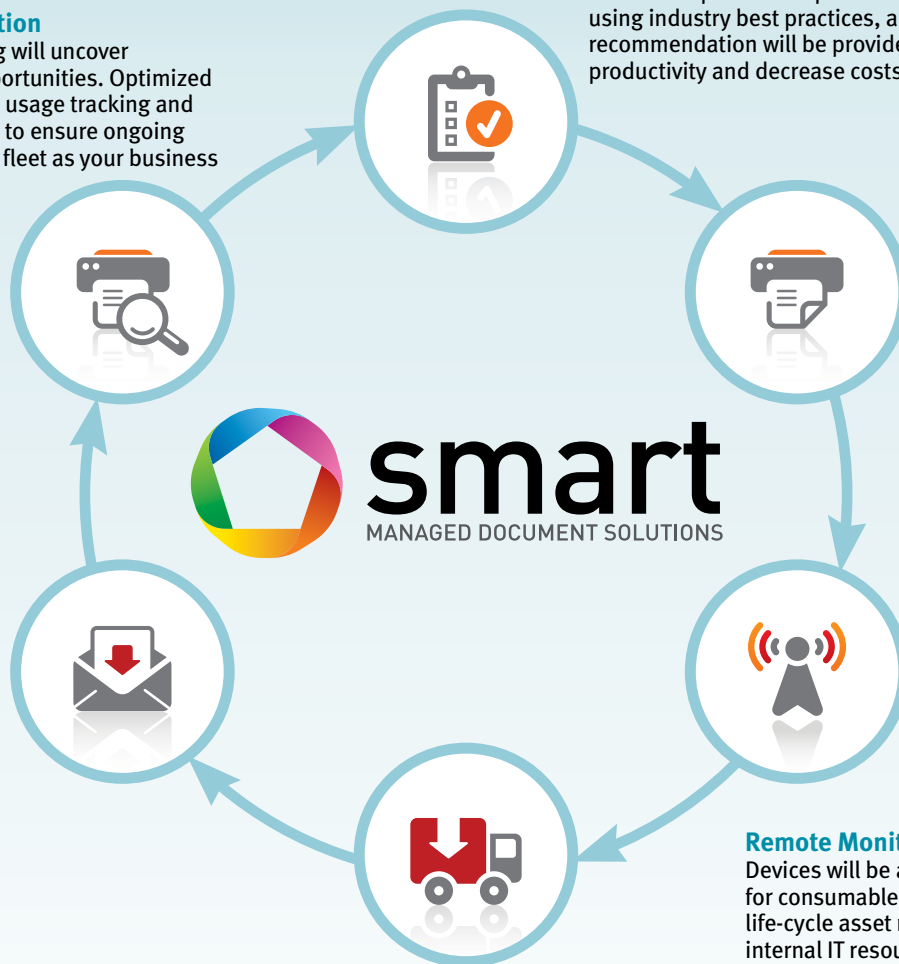 tion
g will uncover
portunities. Optimized
usage tracking and
to ensure ongoing
fleet as your business
using industry best practices, a
recommendation will be provide
productivity and decrease costs
smart
MANAGED DOCUMENT SOLUTIONS
Remote Monit
Devices will be a
for consumable
life-cycle asset
internal IT resou